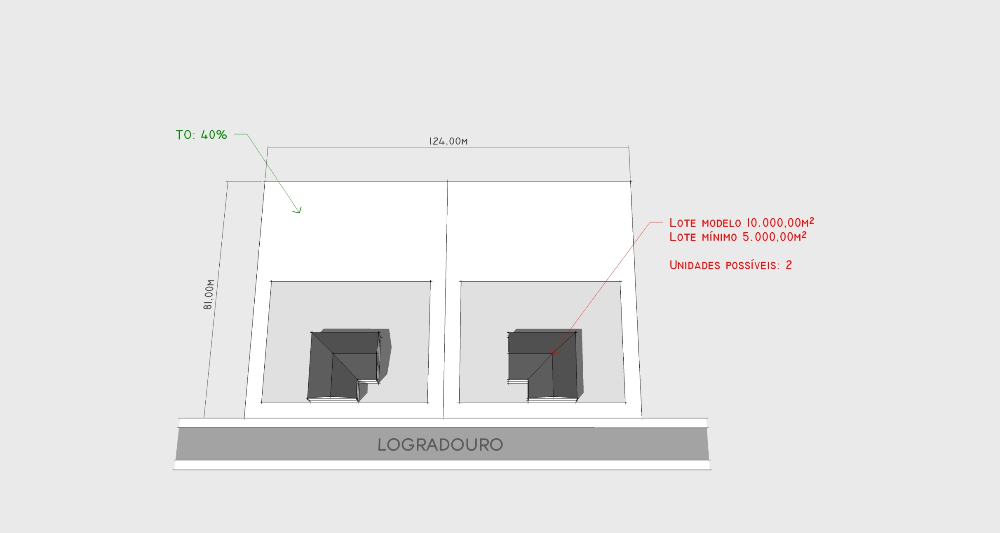 TO: 40%
124,00M
LOTE MODELO 10.000,00M²
LOTE MÍNIMO 5.000,00M²
UNIDADES POSSÍVEIS: 2
81,00M
LOGRADOURO